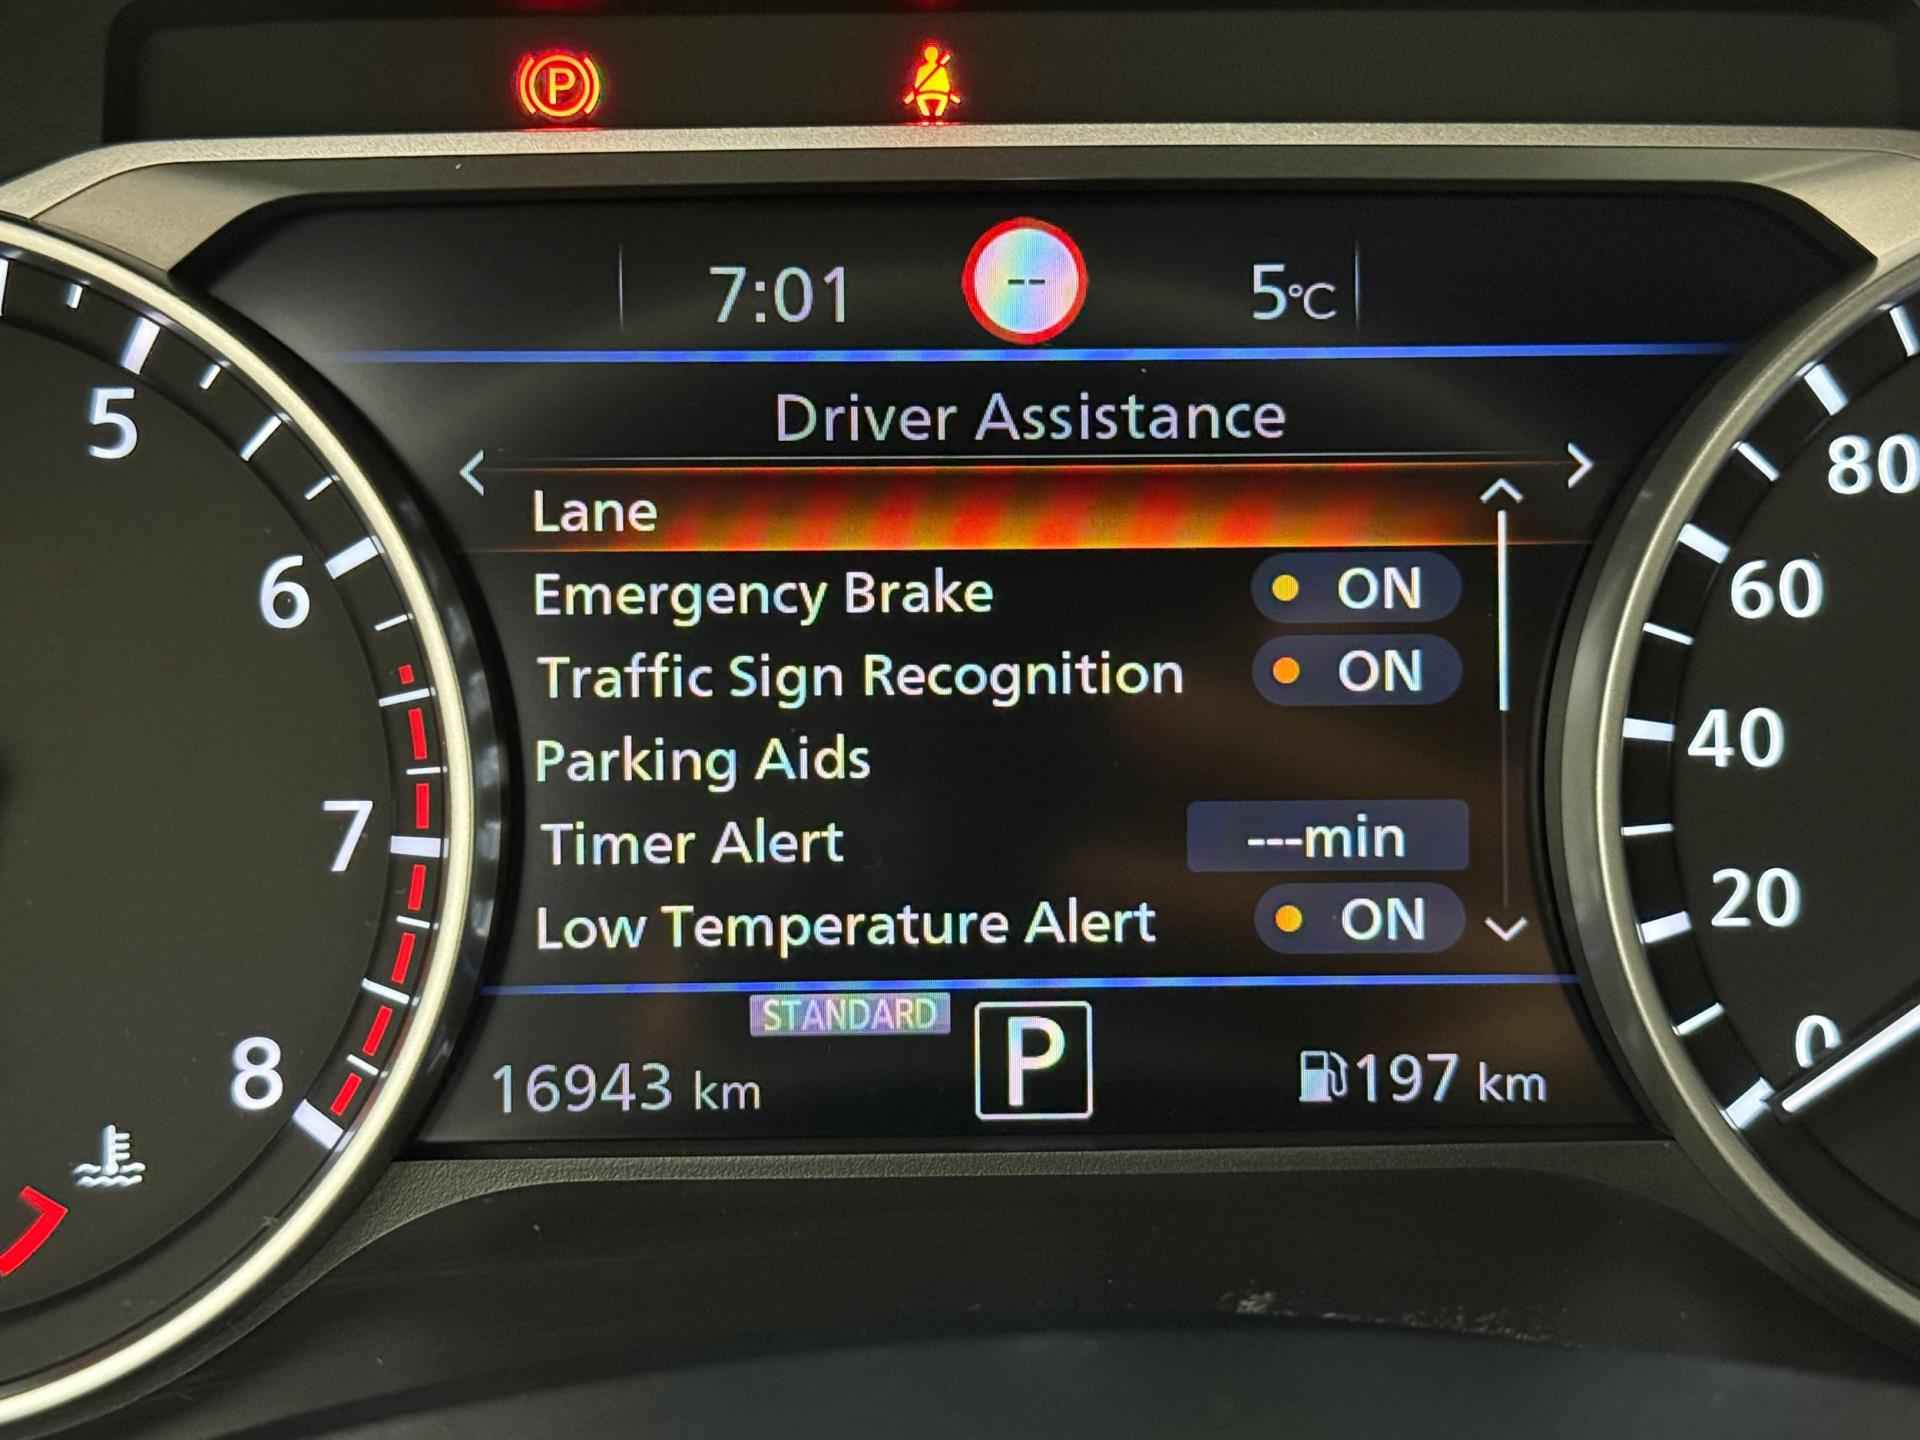 P
7:01 -- 5°C
Driver Assistance
Lane
Emergency Brake ON
Traffic Sign Recognition ON
Parking Aids
Timer Alert ---min
Low Temperature Alert ON
STANDARD
16943 km P 197 km
5
6
7
8
80
60
40
20
0